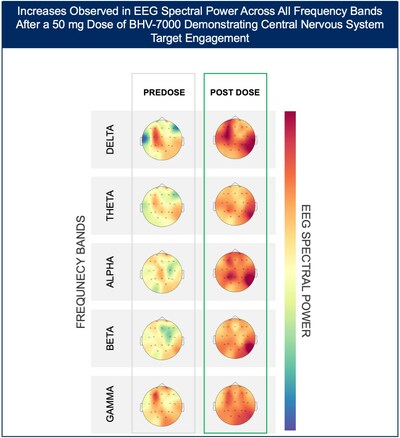 Increases Observed in EEG Spectral Power Across All Frequency Bands
After a 50 mg Dose of BHV-7000 Demonstrating Central Nervous System
Target Engagement
PREDOSE
POST DOSE
FREQUNECY BANDS
DELTA
THETA
ALPHA
BETA
GAMMA
EEG SPECTRAL POWER